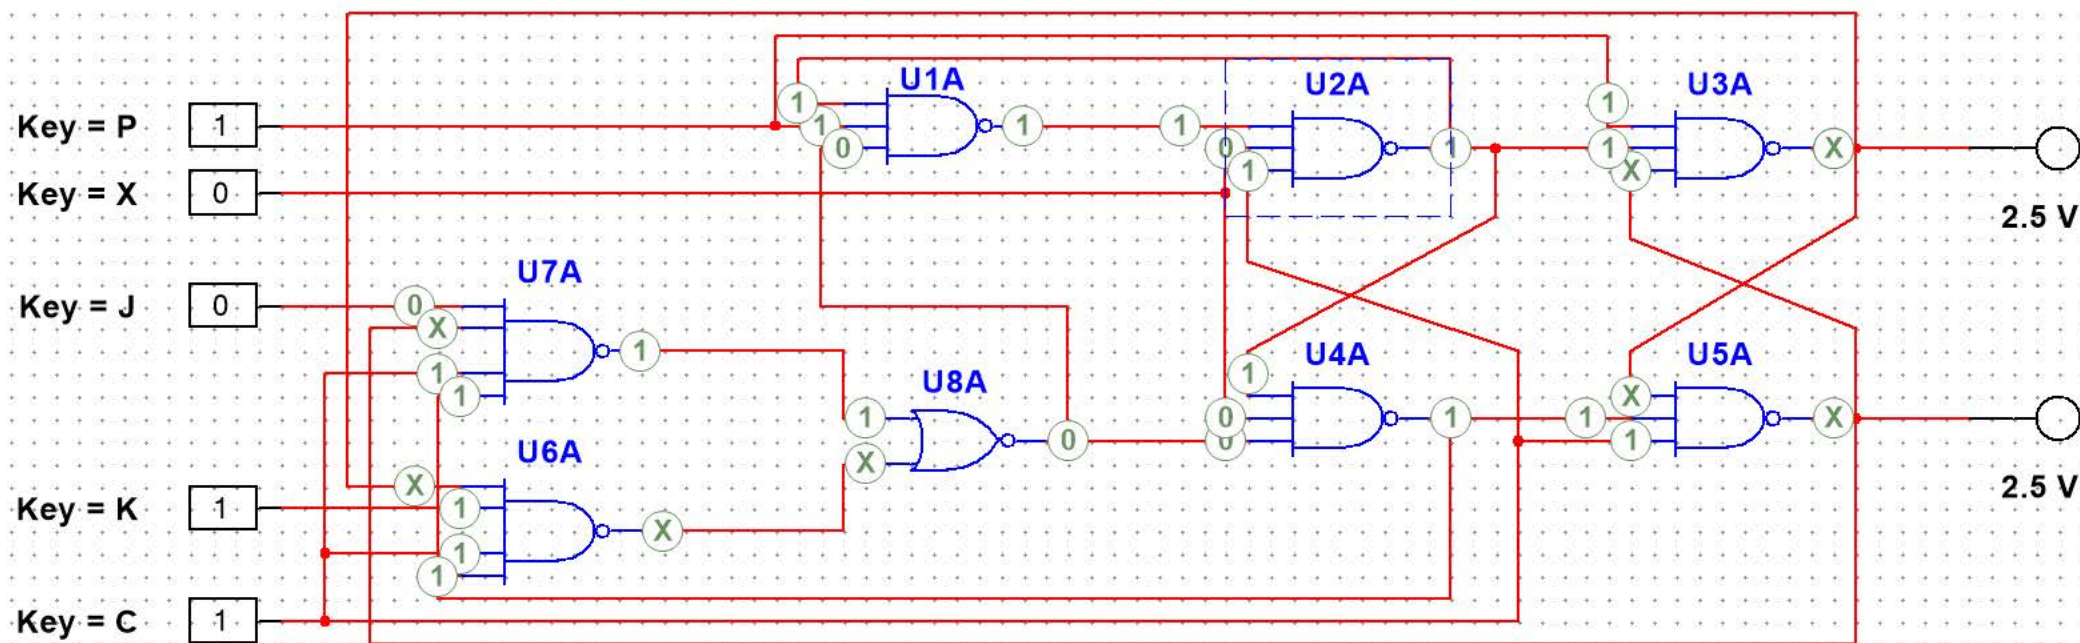 U1A U2A U3A
1 1 1
Key = P 1 1 1 1 1 1 X
0 0 1 X
Key = X 0
2.5 V
U7A
Key = J 0 0
X
1 1 U4A U5A
1 1 U8A 1
1 X
1 0 1 1 X
0 0 1
U6A X
2.5 V
X
Key = K 1 1
X
1
1
Key = C 1